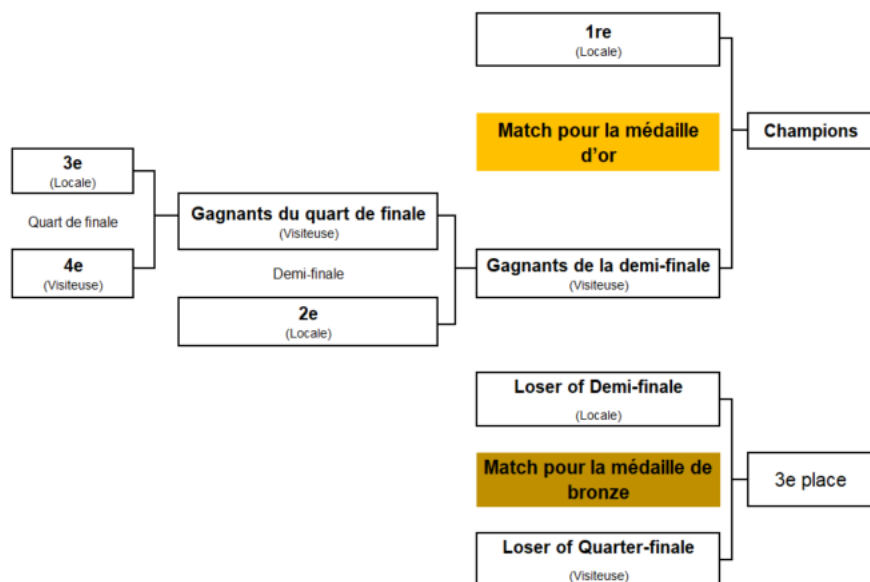 1re
(Locale)
Match pour la médaille
d’or
Champions
3e
(Locale)
Quart de finale
4e
(Visiteuse)
Gagnants du quart de finale
(Visiteuse)
Demi-finale
2e
(Locale)
Gagnants de la demi-finale
(Visiteuse)
Loser of Demi-finale
(Locale)
Match pour la médaille de
bronze
3e place
Loser of Quarter-finale
(Visiteuse)